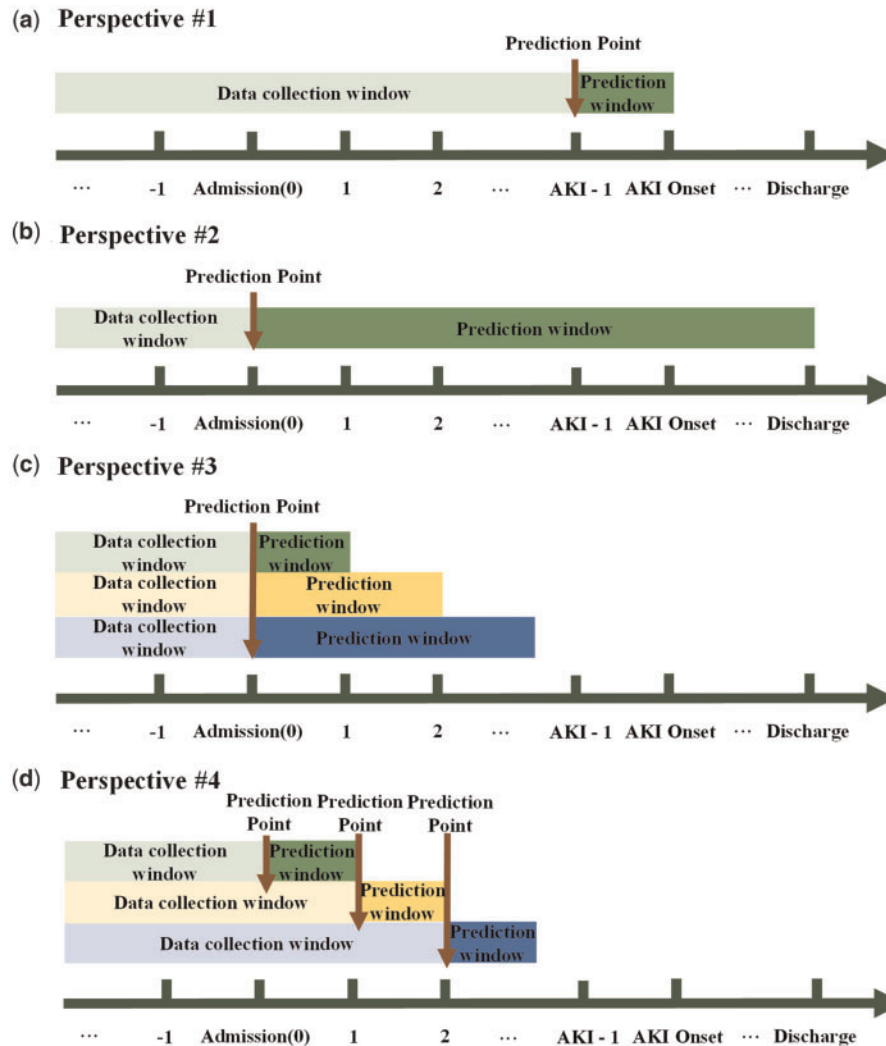 (a) Perspective #1
Prediction Point
Data collection window
Prediction
window
··· -1 Admission(0) 1 2 ··· AKI - 1 AKI Onset ··· Discharge
(b) Perspective #2
Prediction Point
Data collection
window
Prediction window
··· -1 Admission(0) 1 2 ··· AKI - 1 AKI Onset ··· Discharge
(c) Perspective #3
Prediction Point
Data collection
window
Prediction
window
Data collection
window
Prediction
window
Data collection
window
Prediction window
··· -1 Admission(0) 1 2 ··· AKI - 1 AKI Onset ··· Discharge
(d) Perspective #4
Prediction
Point
Prediction
Point
Prediction
Point
Data collection
window
Prediction
window
Data collection window
Prediction
window
Data collection window
Prediction
window
··· -1 Admission(0) 1 2 ··· AKI - 1 AKI Onset ··· Discharge